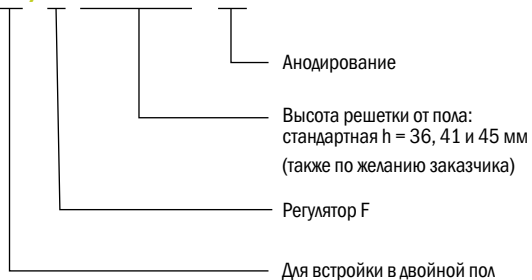 Анодирование
Высота решетки от пола:
стандартная h = 36, 41 и 45 мм
(также по желанию заказчика)
Регулятор F
Для встройки в двойной пол